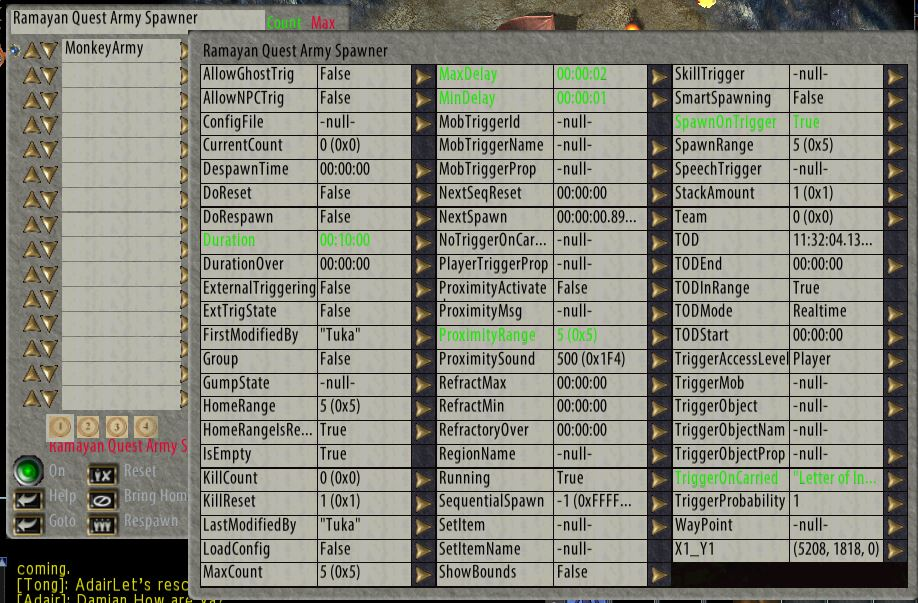 Ramayan Quest Army Spawner
Count Max
MonkeyArmy
1 2 3 4
Ramayan Quest Army S
On Reset
Help Bring Hom
Goto Respawn
coming.
[Tong]: AdairLet's resc
[Adair]: Damian How are
Ramayan Quest Army Spawner
AllowGhostTrig False
AllowNPCTrig False
ConfigFile -null-
CurrentCount 0 (0x0)
DespawnTime 00:00:00
DoReset False
DoRespawn False
Duration 00:10:00
DurationOver 00:00:00
ExternalTriggering False
ExtTrigState False
FirstModifiedBy "Tuka"
Group False
GumpState -null-
HomeRange 5 (0x5)
HomeRangeIsRe... True
IsEmpty True
KillCount 0 (0x0)
KillReset 1 (0x1)
LastModifiedBy "Tuka"
LoadConfig False
MaxCount 5 (0x5)
MaxDelay 00:00:02
MinDelay 00:00:01
MobTriggerId -null-
MobTriggerName -null-
MobTriggerProp -null-
NextSeqReset 00:00:00
NextSpawn 00:00:00.89...
NoTriggerOnCar... -null-
PlayerTriggerProp -null-
ProximityActivate False
ProximityMsg -null-
ProximityRange 5 (0x5)
ProximitySound 500 (0x1F4)
RefractMax 00:00:00
RefractMin 00:00:00
RefractoryOver 00:00:00
RegionName -null-
Running True
SequentialSpawn -1 (0xFFFF...
SetItem -null-
SetItemName -null-
ShowBounds False
SkillTrigger -null-
SmartSpawning False
SpawnOnTrigger True
SpawnRange 5 (0x5)
SpeechTrigger -null-
StackAmount 1 (0x1)
Team 0 (0x0)
TOD 11:32:04.13...
TODEnd 00:00:00
TODInRange True
TODMode Realtime
TODStart 00:00:00
TriggerAccessLevel Player
TriggerMob -null-
TriggerObject -null-
TriggerObjectNam -null-
TriggerObjectProp -null-
TriggerOnCarried "Letter of In...
TriggerProbability 1
WayPoint -null-
X1_Y1 (5208, 1818, 0)